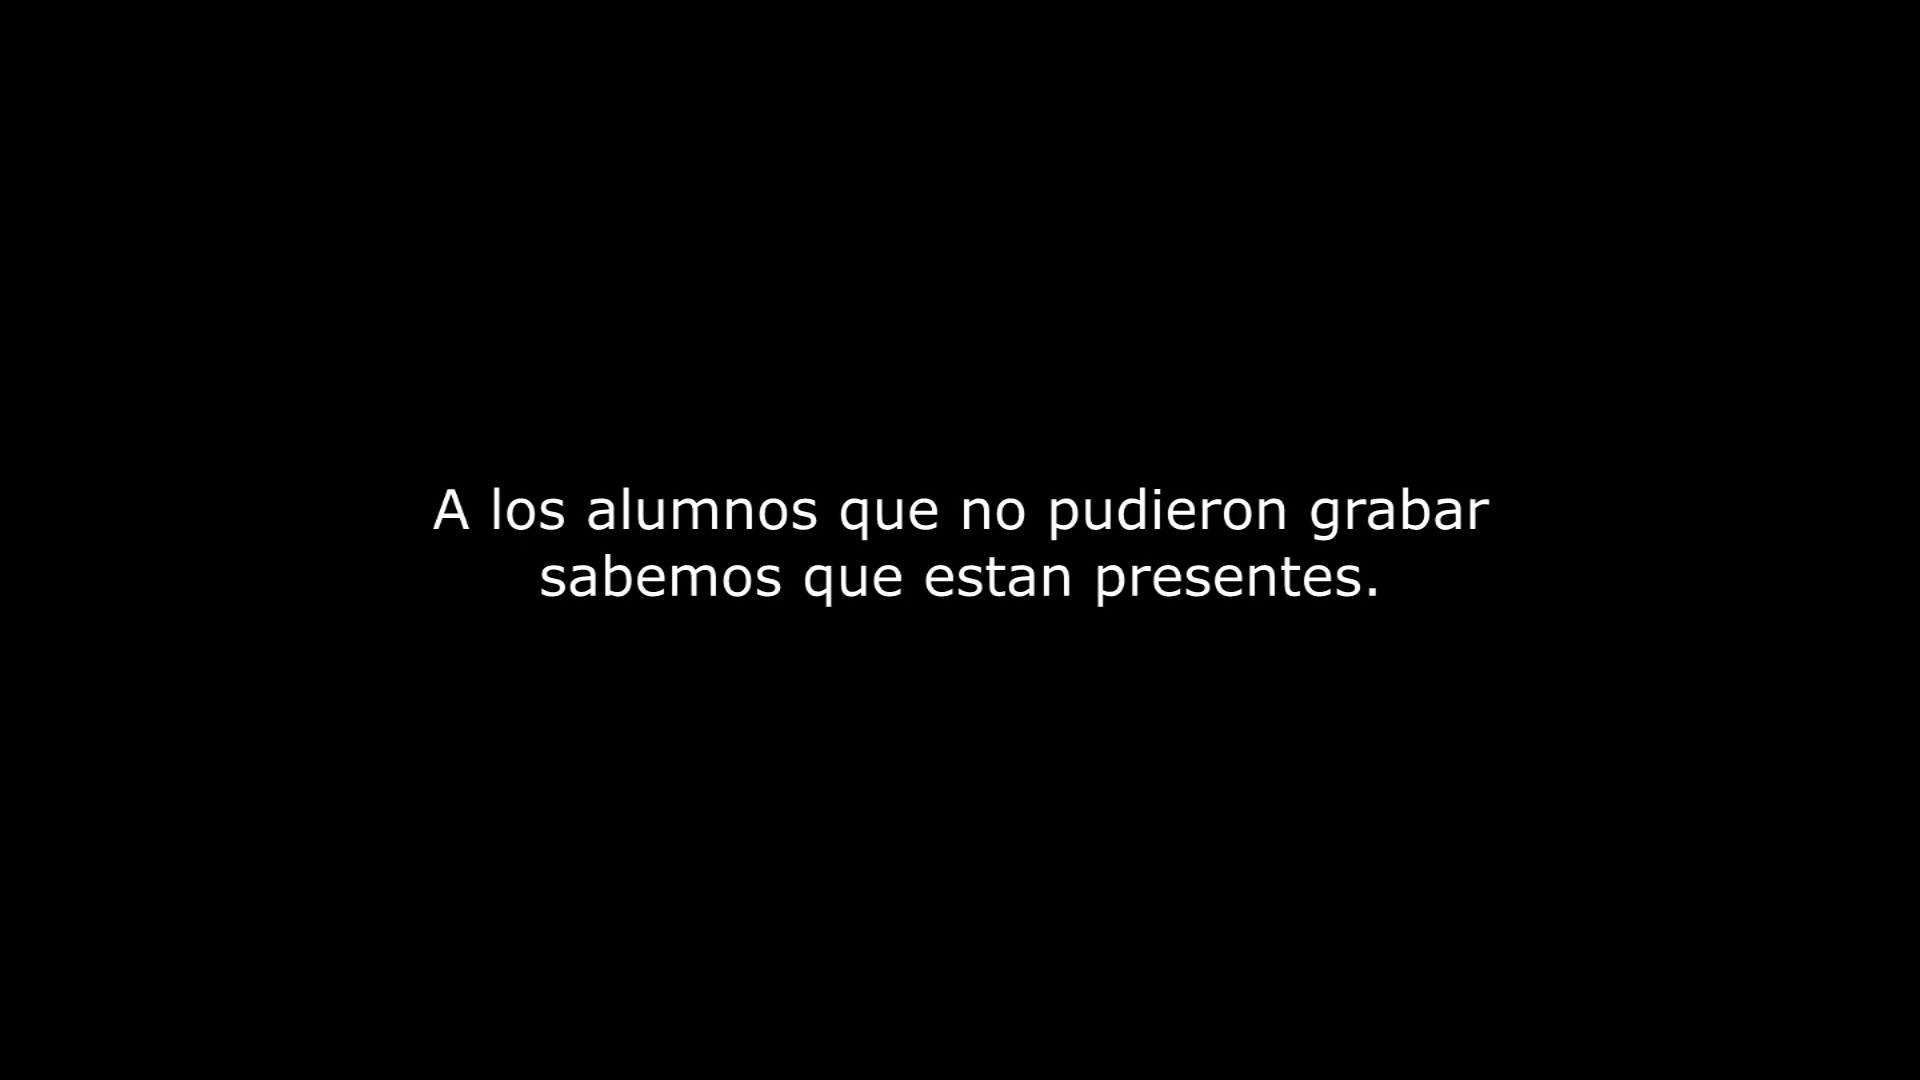 A los alumnos que no pudieron grabar
sabemos que estan presentes.